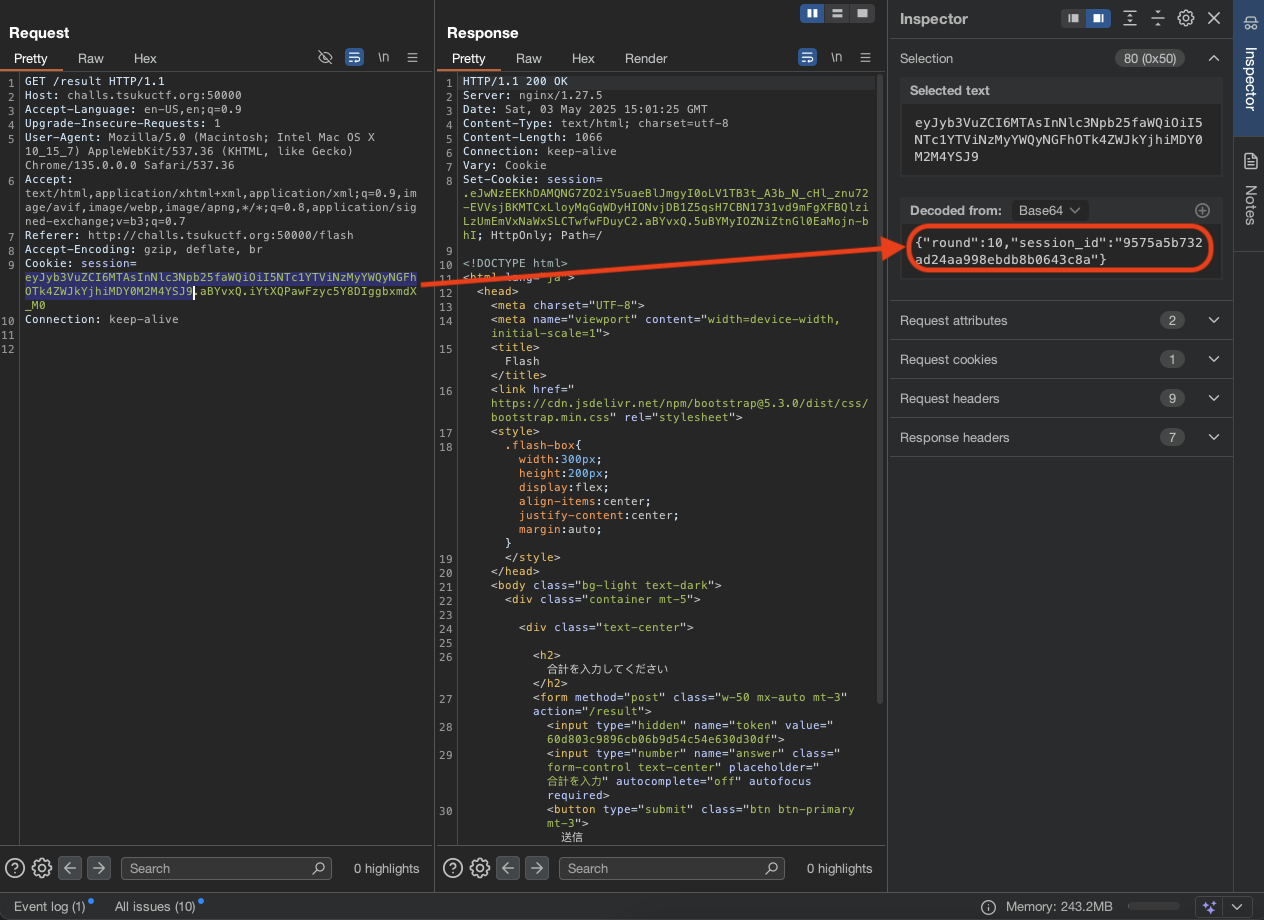 Request
Pretty Raw Hex
\n
1 GET /result HTTP/1.1
2 Host: challs.tsukuctf.org:50000
3 Accept-Language: en-US,en;q=0.9
4 Upgrade-Insecure-Requests: 1
5 User-Agent: Mozilla/5.0 (Macintosh; Intel Mac OS X
10_15_7) AppleWebKit/537.36 (KHTML, like Gecko)
Chrome/135.0.0.0 Safari/537.36
6 Accept:
text/html,application/xhtml+xml,application/xml;q=0.9,im
age/avif,image/webp,image/apng,*/*;q=0.8,application/sig
ned-exchange;v=b3;q=0.7
7 Referer: http://challs.tsukuctf.org:50000/flash
8 Accept-Encoding: gzip, deflate, br
9 Cookie: session=
eyJyb3VuZCI6MTAsInNlc3Npb25faWQiOiI5NTc1YTViNzMyYWQyNGFh
OTk4ZWJkYjhiMDY0M2M4YSJ9.aBYvxQ.iYtXQPawFzyc5Y8DIggbxmdX
_M0
10 Connection: keep-alive
11
12
Search
0 highlights
Response
Pretty Raw Hex Render
\n
1 HTTP/1.1 200 OK
2 Server: nginx/1.27.5
3 Date: Sat, 03 May 2025 15:01:25 GMT
4 Content-Type: text/html; charset=utf-8
5 Content-Length: 1066
6 Connection: keep-alive
7 Vary: Cookie
8 Set-Cookie: session=
.eJwNzEEKhDAMQNG7ZO2iY5uaeBlJmgyI0oLV1TB3t_A3b_N_cHl_znu72
-EVVsjBKMTCxLloyMqGqWDyHIONvjDB1Z5qsH7CBN1731vd9mFgXFBQlzi
LzUmEmVxNaWxSLCTwfwFDuyC2.aBYvxQ.5uBYMyIOZNiZtnGl0EaMojn-b
hI; HttpOnly; Path=/
9
10 <!DOCTYPE html>
11 <html lang="ja">
12 <head>
13 <meta charset="UTF-8">
14 <meta name="viewport" content="width=device-width,
initial-scale=1">
15 <title>
Flash
</title>
16 <link href="
https://cdn.jsdelivr.net/npm/bootstrap@5.3.0/dist/css/
bootstrap.min.css" rel="stylesheet">
17 <style>
18 .flash-box{
width:300px;
height:200px;
display:flex;
align-items:center;
justify-content:center;
margin:auto;
}
19 </style>
20 </head>
21 <body class="bg-light text-dark">
22 <div class="container mt-5">
23
24 <div class="text-center">
25
26 <h2>
合計を入力してください
</h2>
27 <form method="post" class="w-50 mx-auto mt-3"
action="/result">
28 <input type="hidden" name="token" value="
60d803c9896cb06b9d54c54e630d30df">
29 <input type="number" name="answer" class="
form-control text-center" placeholder="
合計を入力" autocomplete="off" autofocus
required>
30 <button type="submit" class="btn btn-primary
mt-3">
送信
Search
0 highlights
Inspector
Selection 80 (0x50)
Selected text
eyJyb3VuZCI6MTAsInNlc3Npb25faWQiOiI5
NTc1YTViNzMyYWQyNGFhOTk4ZWJkYjhiMDY0
M2M4YSJ9
Decoded from: Base64
{"round":10,"session_id":"9575a5b732
ad24aa998ebdb8b0643c8a"}
Request attributes 2
Request cookies 1
Request headers 9
Response headers 7
Inspector
Notes
Event log (1) All issues (10)
Memory: 243.2MB